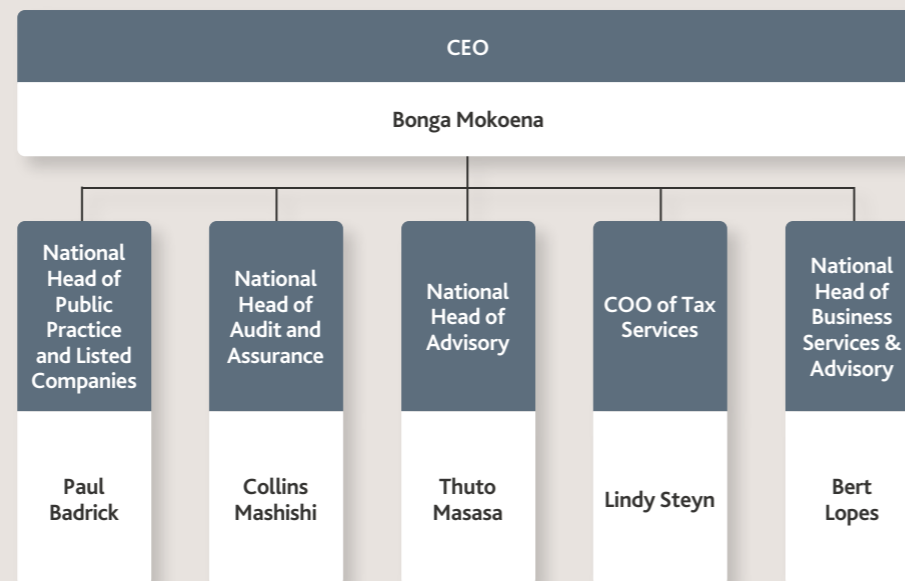 CEO
Bonga Mokoena
National
Head of
Public
Practice
and Listed
Companies
Paul
Badrick
National
Head of
Audit and
Assurance
Collins
Mashishi
National
Head of
Advisory
Thuto
Masasa
COO of Tax
Services
Lindy Steyn
National
Head of
Business
Services &
Advisory
Bert
Lopes